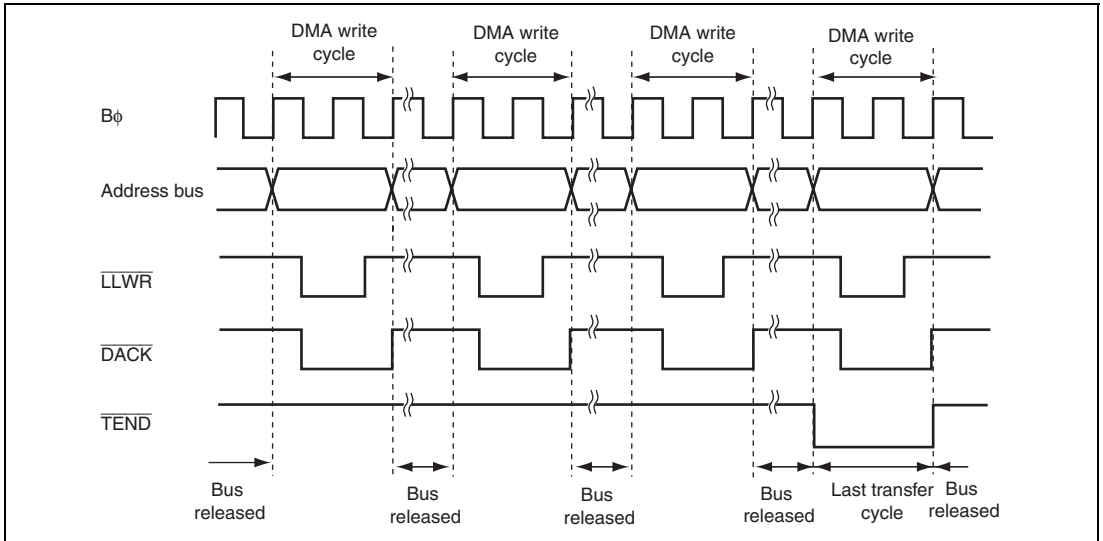 DMA write
cycle
DMA write
cycle
DMA write
cycle
DMA write
cycle
Bφ
Address bus
LLWR
DACK
TEND
Bus
released
Bus
released
Bus
released
Bus
released
Last transfer
cycle
Bus
released